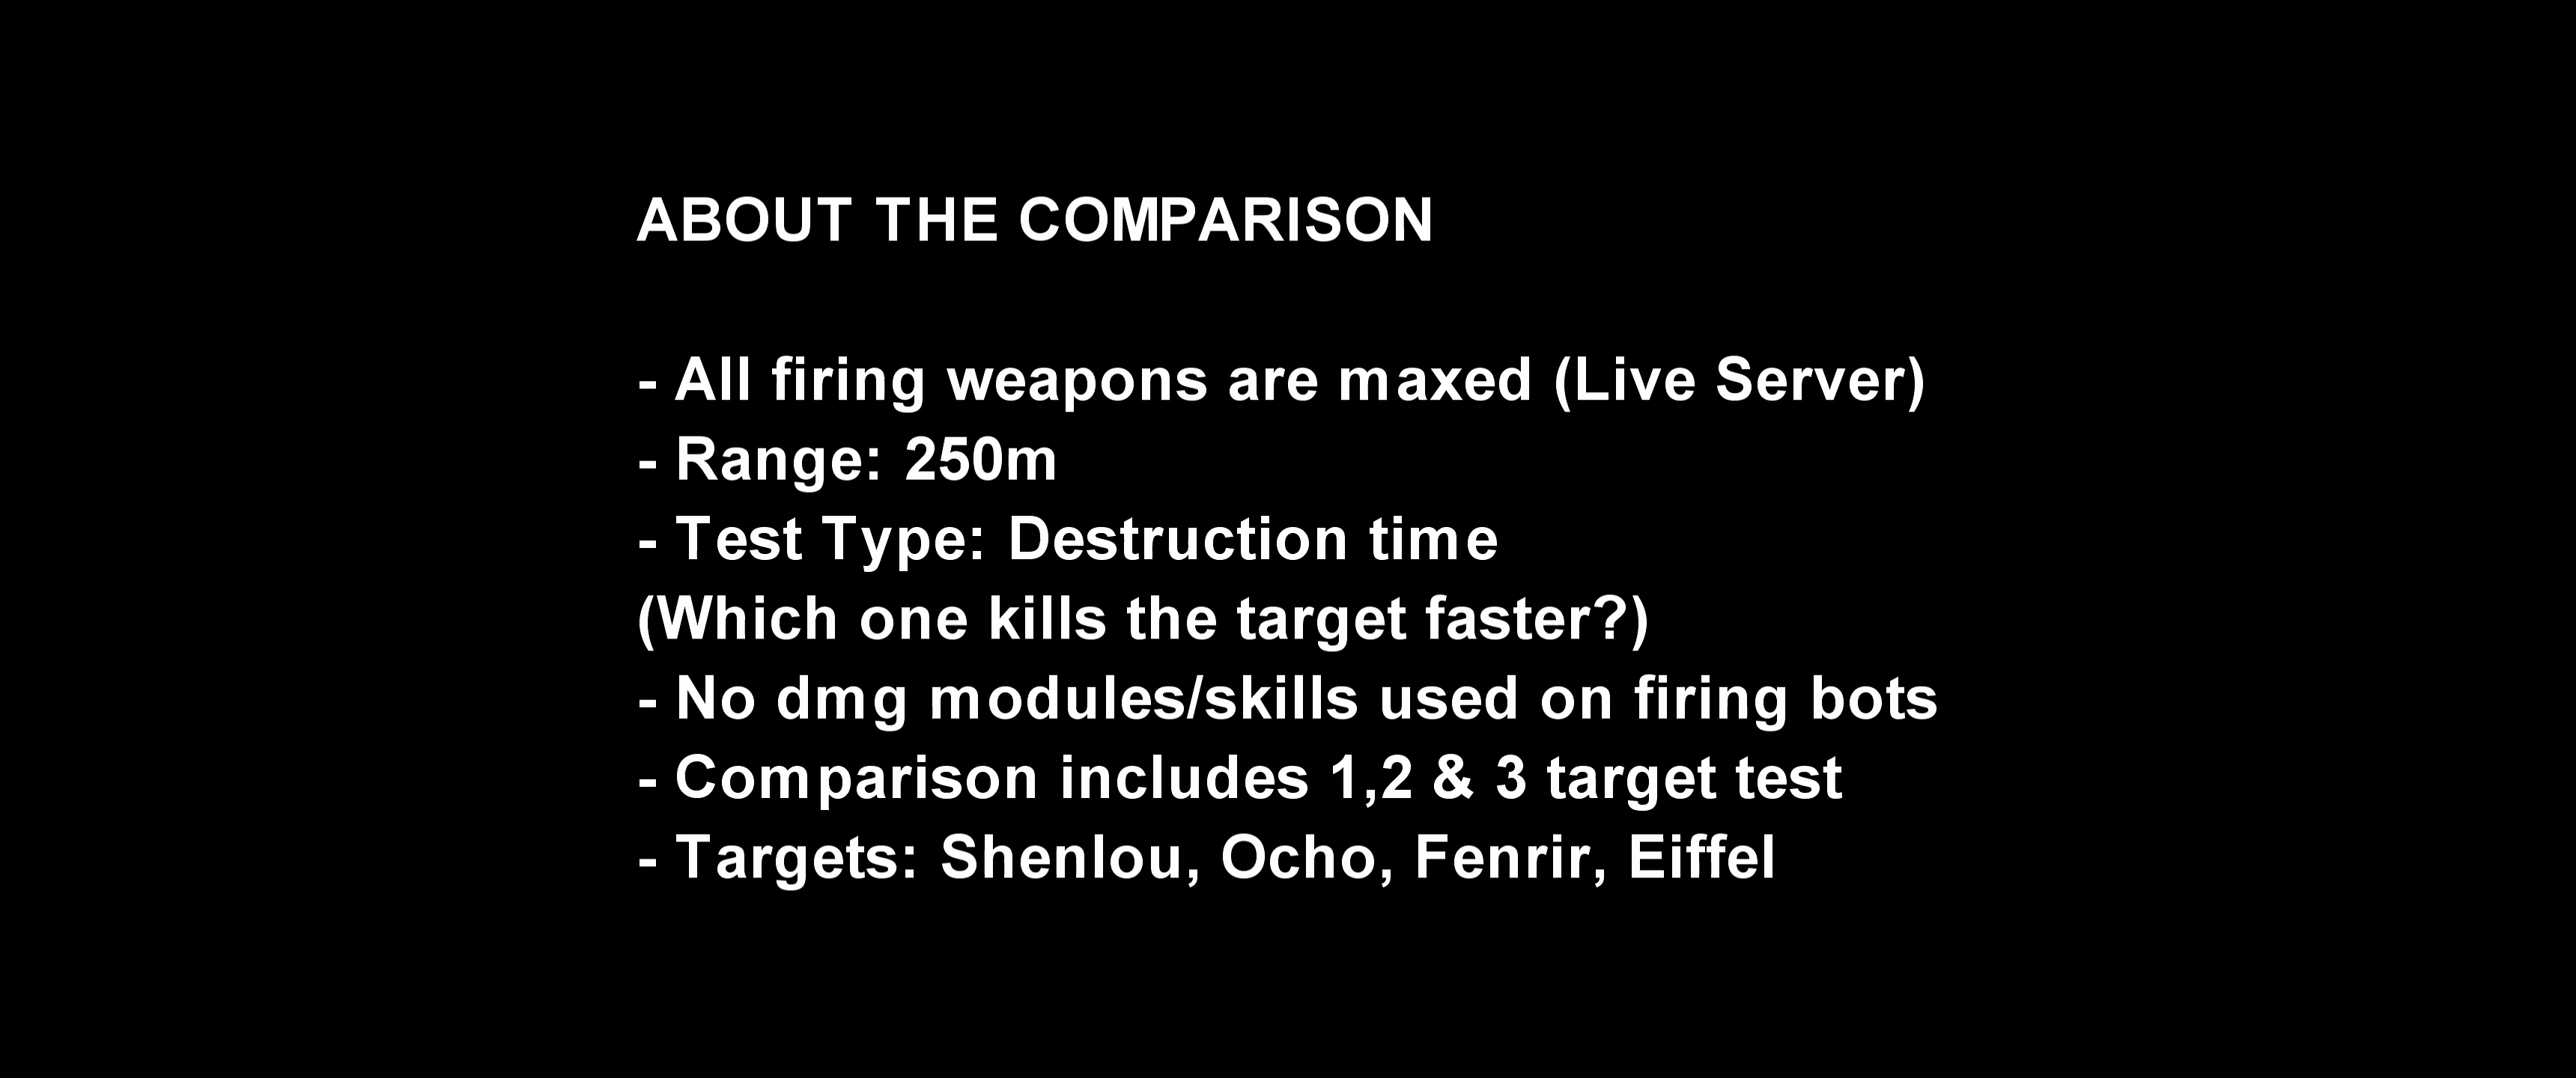 ABOUT THE COMPARISON
- All firing weapons are maxed (Live Server)
- Range: 250m
- Test Type: Destruction time
(Which one kills the target faster?)
- No dmg modules/skills used on firing bots
- Comparison includes 1,2 & 3 target test
- Targets: Shenlou, Ocho, Fenrir, Eiffel